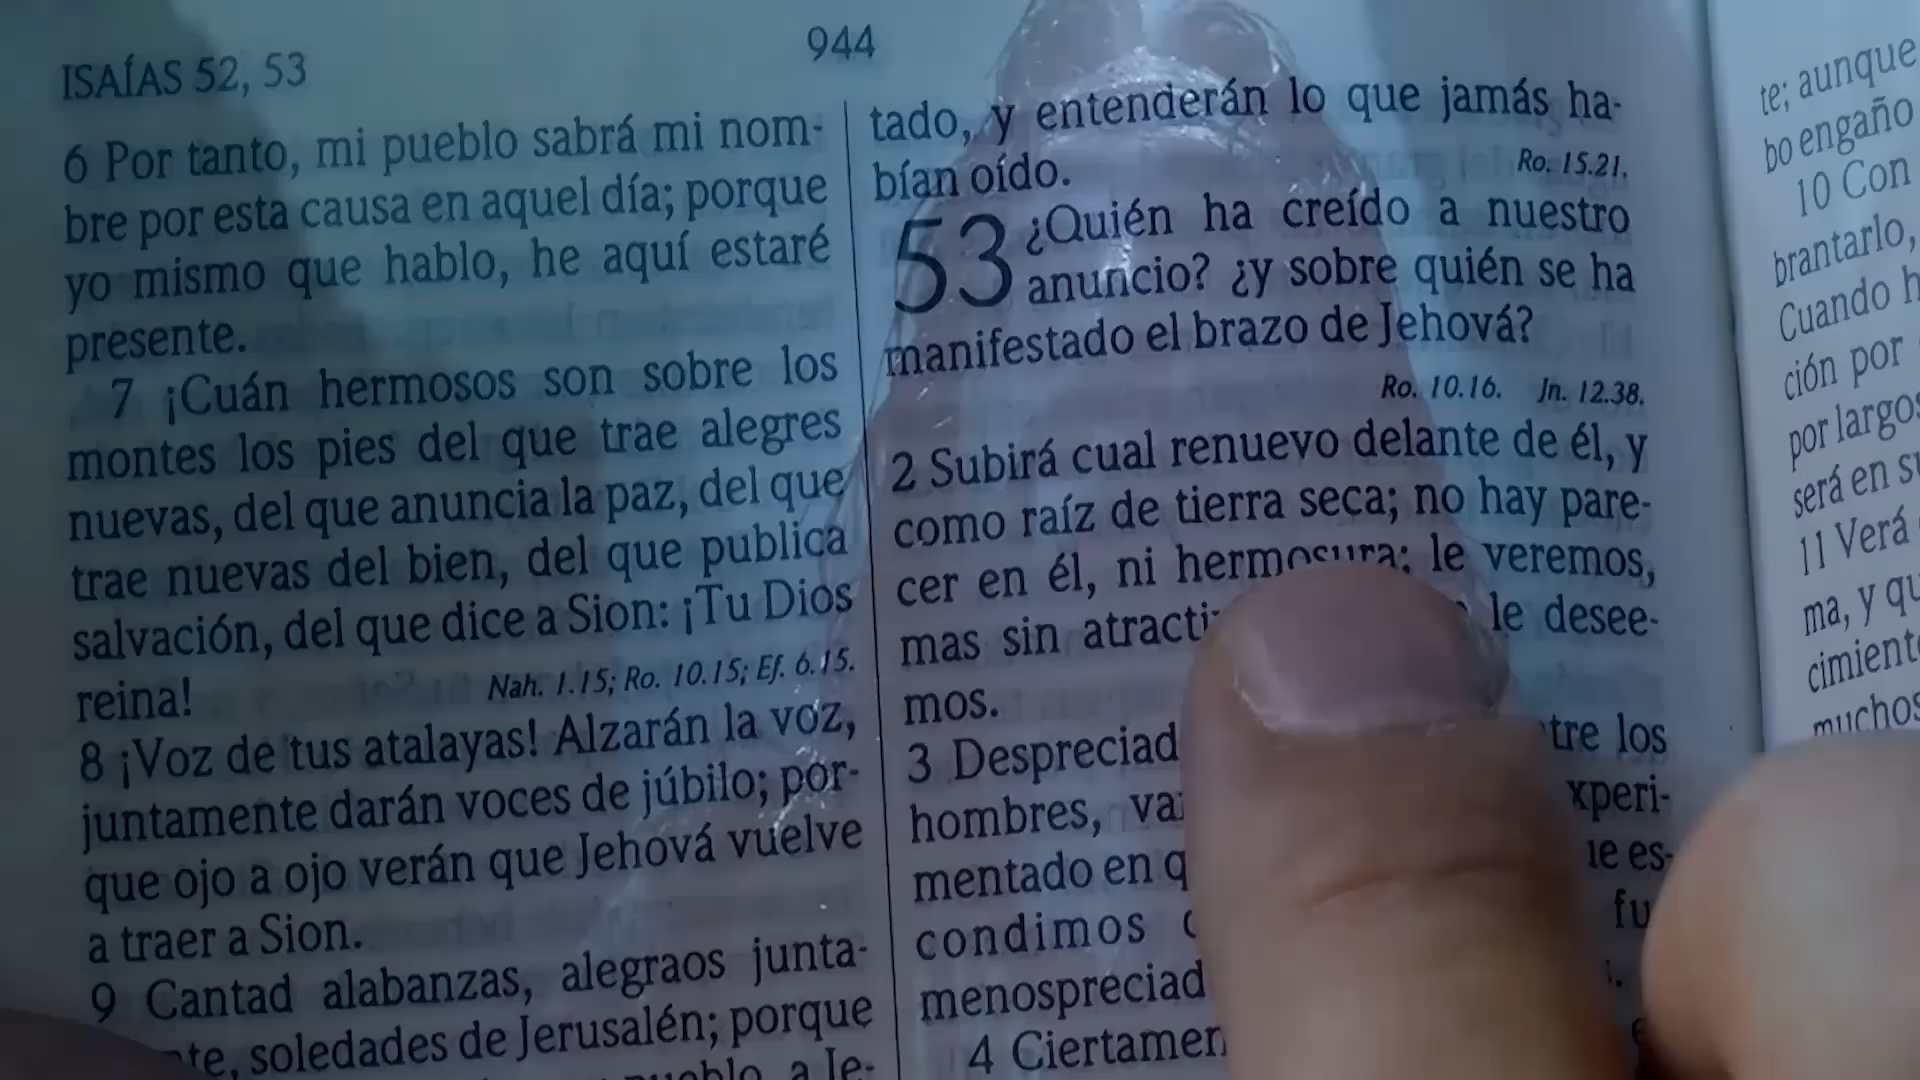 ISAÍAS 52, 53
944
6 Por tanto, mi pueblo sabrá mi nom-
bre por esta causa en aquel día; porque
yo mismo que hablo, he aquí estaré
presente.
7 ¡Cuán hermosos son sobre los
montes los pies del que trae alegres
nuevas, del que anuncia la paz, del que
trae nuevas del bien, del que publica
salvación, del que dice a Sion: ¡Tu Dios
reina!
Nah. 1.15; Ro. 10.15; Ef. 6.15.
8 ¡Voz de tus atalayas! Alzarán la voz,
juntamente darán voces de júbilo; por-
que ojo a ojo verán que Jehová vuelve
a traer a Sion.
9 Cantad alabanzas, alegraos junta-
te, soledades de Jerusalén; porque
pueblo, a Je-
tado, y entenderán lo que jamás ha-
bían oído.
Ro. 15.21.
53 ¿Quién ha creído a nuestro
anuncio? ¿y sobre quién se ha
manifestado el brazo de Jehová?
Ro. 10.16. Jn. 12.38.
2 Subirá cual renuevo delante de él, y
como raíz de tierra seca; no hay pare-
cer en él, ni hermosura; le veremos,
mas sin atracti le desee-
mos.
3 Despreciad tre los
hombres, va xperi-
mentado en q ue es-
condimos fu
menospreciad
4 Ciertamen
te; aunque
bo engaño
10 Con
brantarlo,
Cuando h
ción por
por largos
será en su
11 Verá
ma, y qu
cimient
muchos